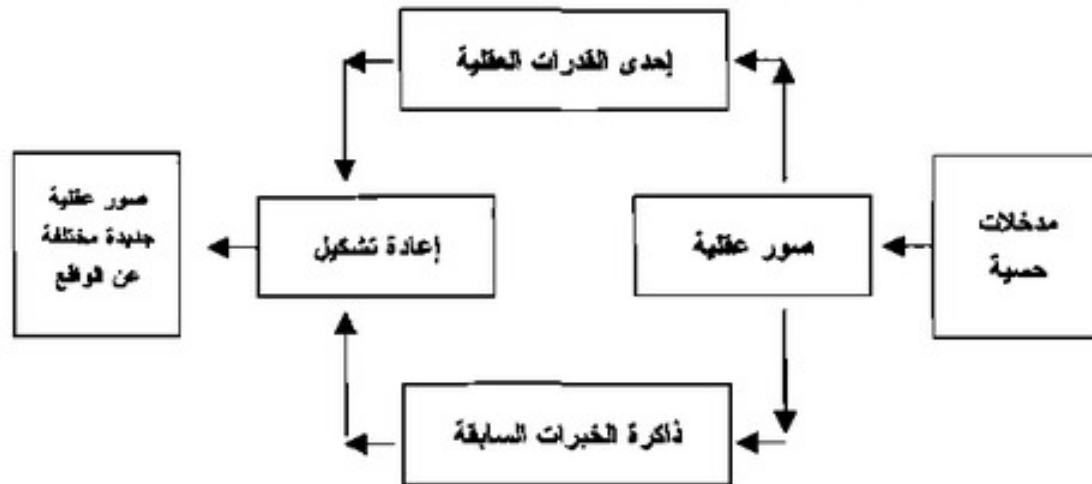 إحدى القدرات العقلية
مدخلات
حسية
صور عقلية
إعادة تشكيل
صور عقلية
جديدة مختلفة
عن الواقع
ذاكرة الخبرات السابقة